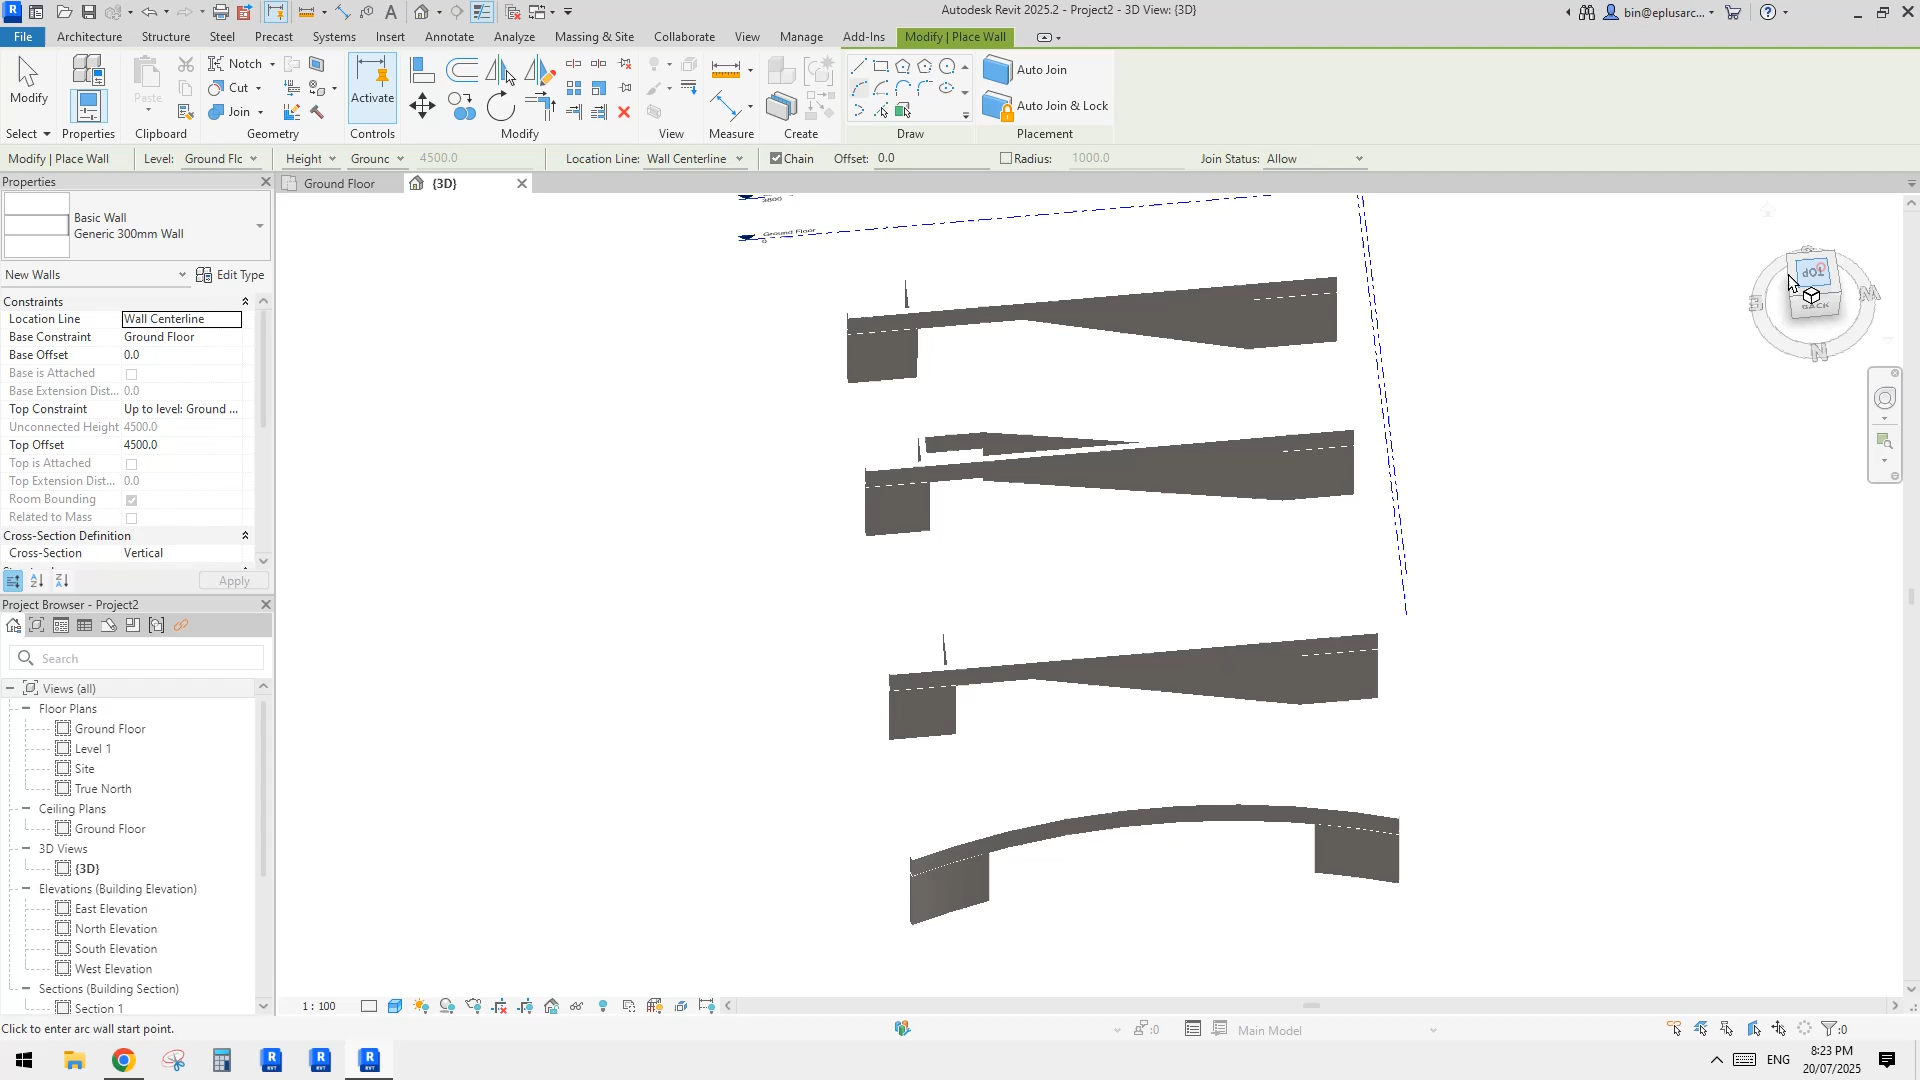 Autodesk Revit 2025.2 - Project2 - 3D View: {3D}
bin@eplusarc...
File
Architecture
Structure
Steel
Precast
Systems
Insert
Annotate
Analyze
Massing & Site
Collaborate
View
Manage
Add-Ins
Modify | Place Wall
Modify
Paste
Notch
Cut
Join
Activate
Auto Join
Auto Join & Lock
Select
Properties
Clipboard
Geometry
Controls
Modify
View
Measure
Create
Draw
Placement
Modify | Place Wall
Level: Ground Flc
Height
Grounc
4500.0
Location Line: Wall Centerline
Chain
Offset: 0.0
Radius: 1000.0
Join Status: Allow
Properties
Ground Floor
{3D}
Basic Wall
Generic 300mm Wall
New Walls
Edit Type
Constraints
Location Line Wall Centerline
Base Constraint Ground Floor
Base Offset 0.0
Base is Attached
Base Extension Dist... 0.0
Top Constraint Up to level: Ground ...
Unconnected Height 4500.0
Top Offset 4500.0
Top is Attached
Top Extension Dist... 0.0
Room Bounding
Related to Mass
Cross-Section Definition
Cross-Section Vertical
Apply
Project Browser - Project2
Search
Views (all)
Floor Plans
Ground Floor
Level 1
Site
True North
Ceiling Plans
Ground Floor
3D Views
{3D}
Elevations (Building Elevation)
East Elevation
North Elevation
South Elevation
West Elevation
Sections (Building Section)
Section 1
3800
Ground Floor
0
TOP
BACK
E
W
N
1 : 100
Click to enter arc wall start point.
:0
Main Model
:0
ENG
8:23 PM
20/07/2025